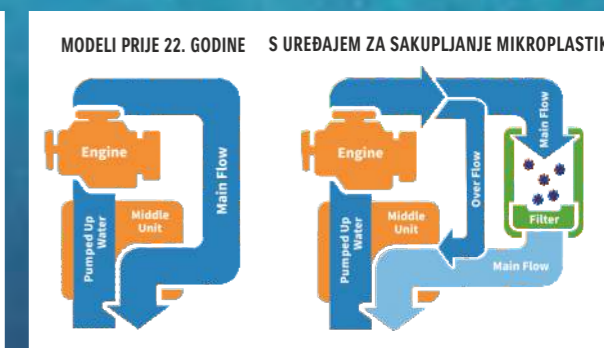 MODELI PRIJE 22. GODINE
Engine
Main Flow
Pumped Up
Water
Middle
Unit
S UREĐAJEM ZA SAKUPLJANJE MIKROPLASTIK
Engine
Main Flow
Over Flow
Filter
Pumped Up
Water
Middle
Unit
Main Flow